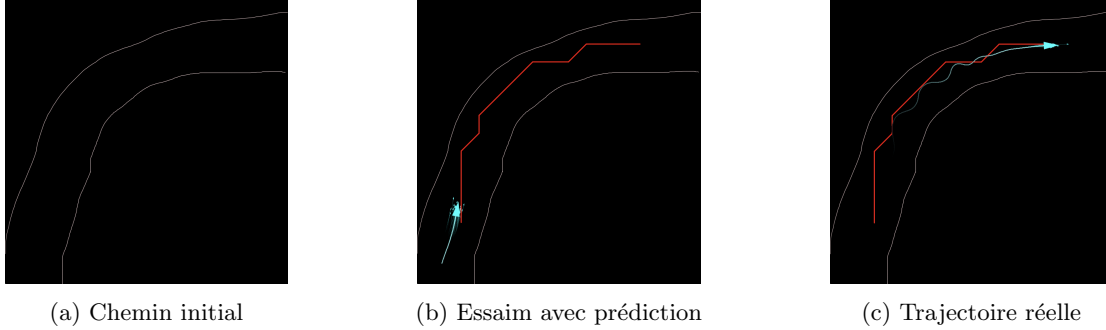 (a) Chemin initial
(b) Essaim avec prédiction
(c) Trajectoire réelle